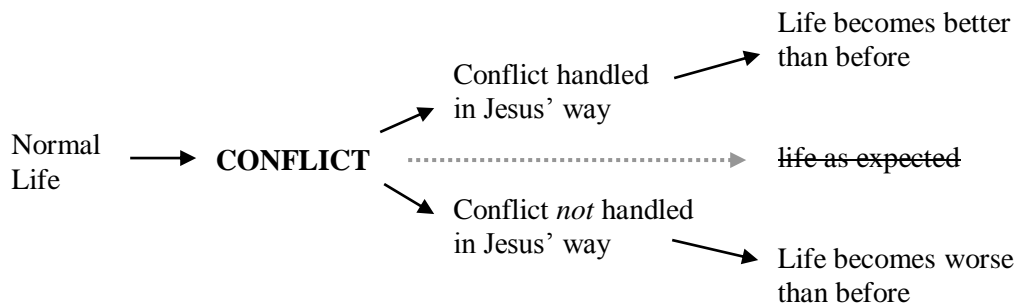 Normal
Life
CONFLICT
Conflict handled
in Jesus’ way
Life becomes better
than before
life as expected
Conflict not handled
in Jesus’ way
Life becomes worse
than before